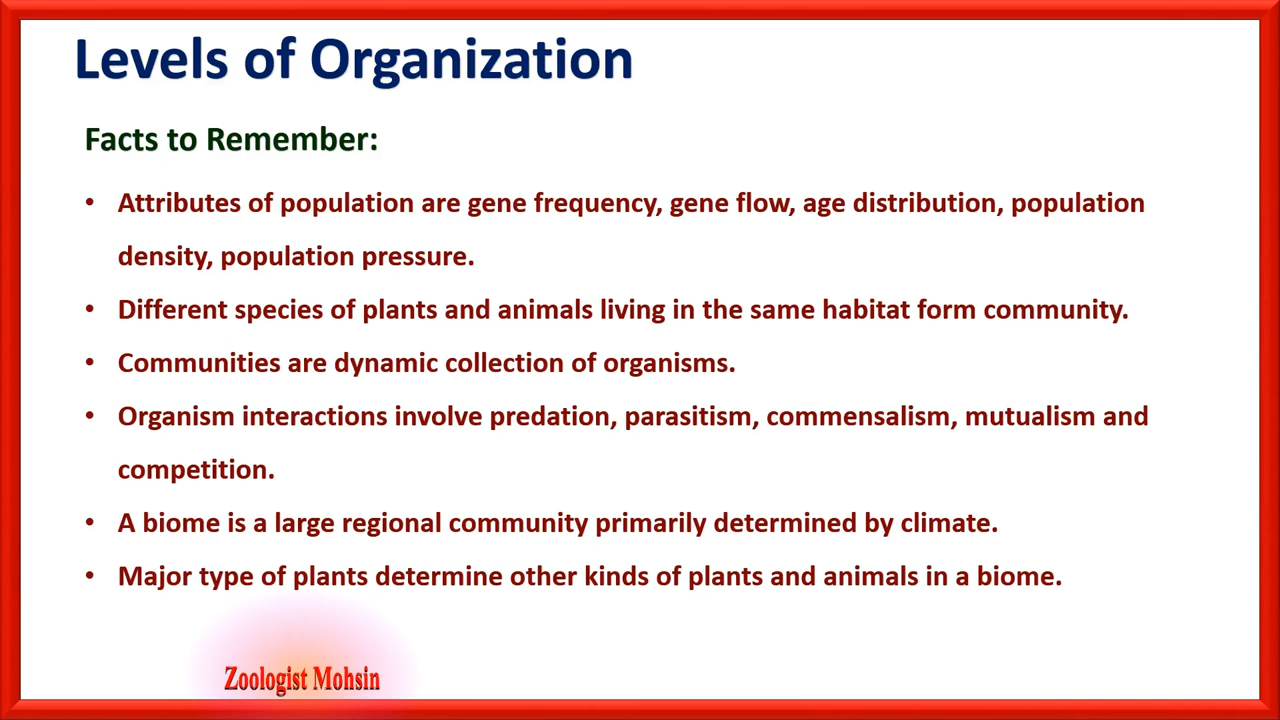 Levels of Organization
Facts to Remember:
• Attributes of population are gene frequency, gene flow, age distribution, population
density, population pressure.
• Different species of plants and animals living in the same habitat form community.
• Communities are dynamic collection of organisms.
• Organism interactions involve predation, parasitism, commensalism, mutualism and
competition.
• A biome is a large regional community primarily determined by climate.
• Major type of plants determine other kinds of plants and animals in a biome.
Zoologist Mohsin